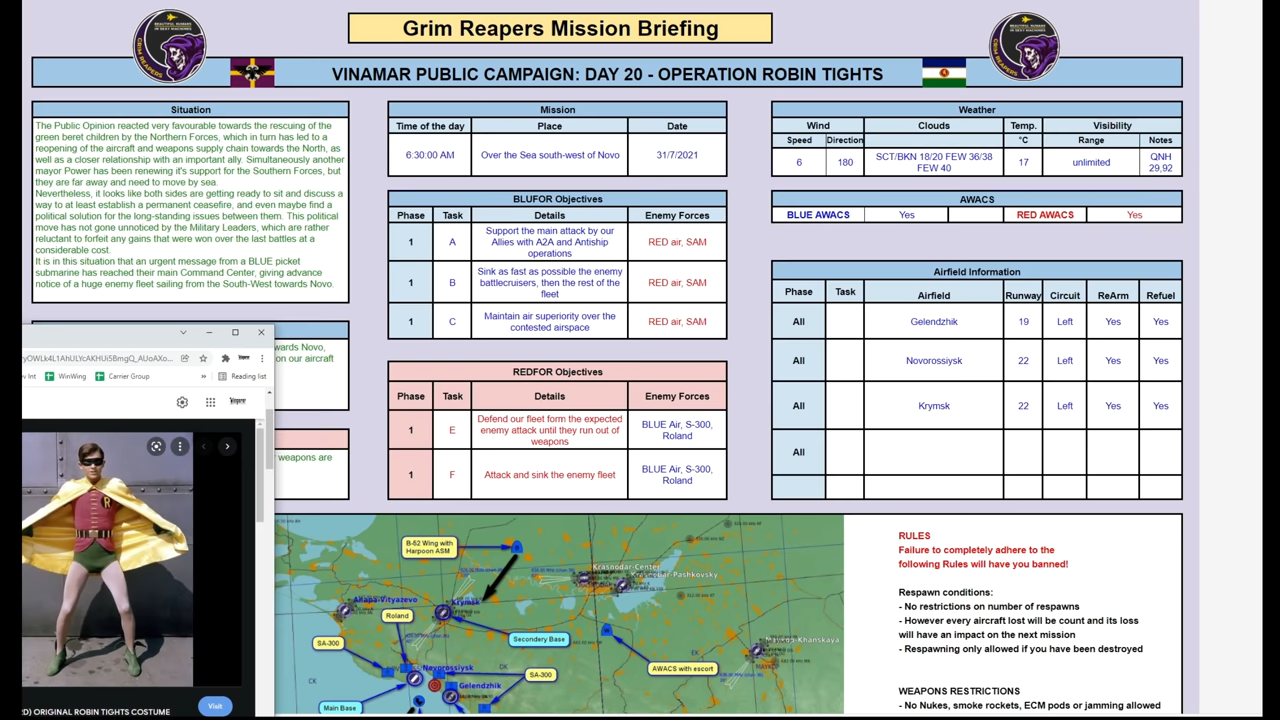 Grim Reapers Mission Briefing
VINAMAR PUBLIC CAMPAIGN: DAY 20 - OPERATION ROBIN TIGHTS
Situation
The Public Opinion reacted very favourable towards the rescuing of the
green beret children by the Northern Forces, which in turn has led to a
reopening of the aircraft and weapons supply chain towards the North, as
well as a closer relationship with an important ally. Simultaneously another
mayor Power has been renewing it's support for the Southern Forces, but
they are far away and need to move by sea.
Nevertheless, it looks like both sides are getting ready to sit and discuss a
way to at least establish a permanent ceasefire, and even maybe find a
political solution for the long-standing issues between them. This political
move has not gone unnoticed by the Military Leaders, which are rather
reluctant to forfeit any gains that were won over the last battles at a
considerable cost.
It is in this situation that an urgent message from a BLUE picket
submarine has reached their main Command Center, giving advance
notice of a huge enemy fleet sailing from the South-West towards Novo.
wards Novo,
on our aircraft
weapons are
WinWing
Carrier Group
»
Reading list
R
ORIGINAL ROBIN TIGHTS COSTUME
Visit
Mission
Time of the day Place Date
6:30:00 AM Over the Sea south-west of Novo 31/7/2021
BLUFOR Objectives
Phase Task Details Enemy Forces
1 A Support the main attack by our
Allies with A2A and Antiship
operations RED air, SAM
1 B Sink as fast as possible the enemy
battlecruisers, then the rest of the
fleet RED air, SAM
1 C Maintain air superiority over the
contested airspace RED air, SAM
REDFOR Objectives
Phase Task Details Enemy Forces
1 E Defend our fleet form the expected
enemy attack until they run out of
weapons BLUE Air, S-300,
Roland
1 F Attack and sink the enemy fleet BLUE Air, S-300,
Roland
Weather
Wind Clouds Temp. Visibility
Speed Direction °C Range Notes
6 180 SCT/BKN 18/20 FEW 36/38
FEW 40 17 unlimited QNH
29,92
AWACS
BLUE AWACS Yes RED AWACS Yes
Airfield Information
Phase Task Airfield Runway Circuit ReArm Refuel
All Gelendzhik 19 Left Yes Yes
All Novorossiysk 22 Left Yes Yes
All Krymsk 22 Left Yes Yes
All
B-52 Wing with
Harpoon ASM
Krasnodar-Center
Krasnodar-Pashkovsky
Anapa-Vityazevo
Krymsk
Roland
Secondery Base
SA-300
Maykop-Khanskaya
AWACS with escort
Novorossiysk
SA-300
Gelendzhik
Main Base
RULES
Failure to completely adhere to the
following Rules will have you banned!
Respawn conditions:
- No restrictions on number of respawns
- However every aircraft lost will be count and its loss
will have an impact on the next mission
- Respawning only allowed if you have been destroyed
WEAPONS RESTRICTIONS
- No Nukes, smoke rockets, ECM pods or jamming allowed